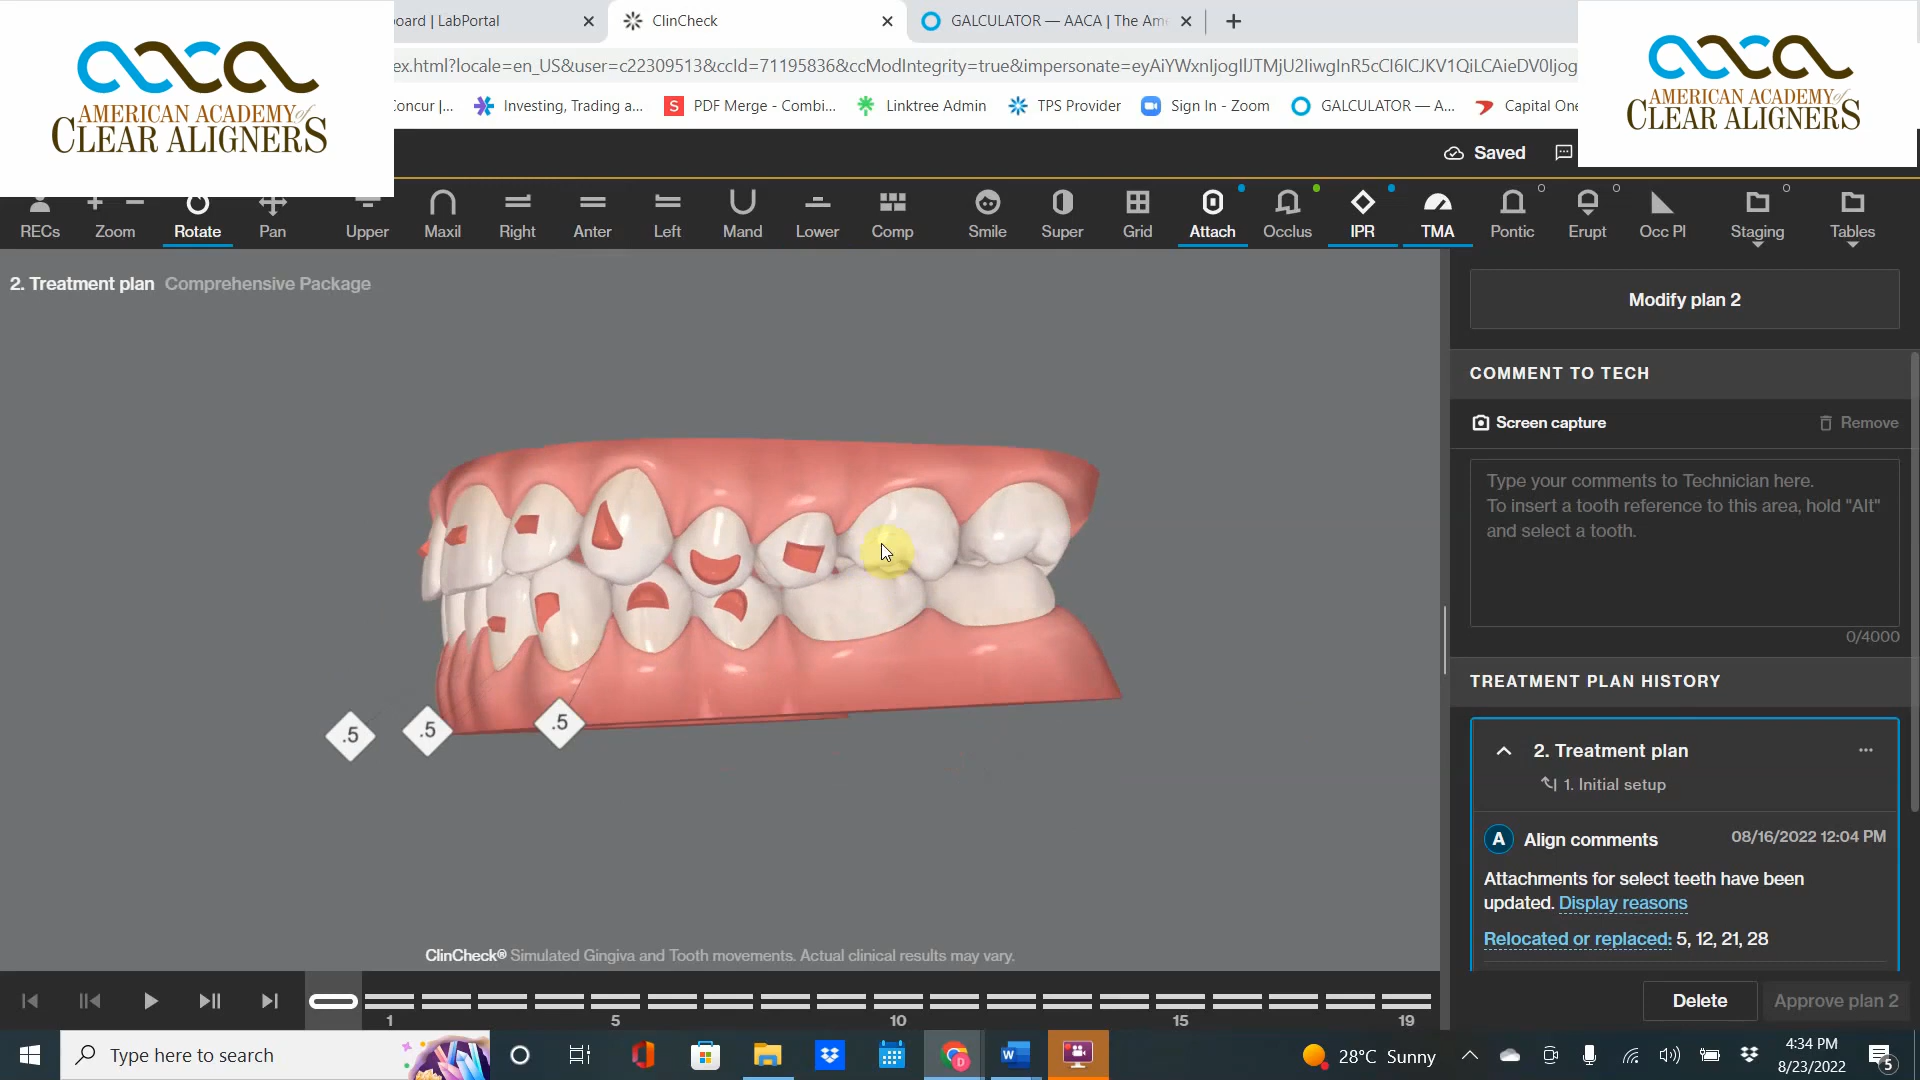 AMERICAN ACADEMY of
CLEAR ALIGNERS
board | LabPortal
ClinCheck
GALCULATOR — AACA | The Ame
AMERICAN ACADEMY of
CLEAR ALIGNERS
ex.html?locale=en_US&user=c22309513&ccId=71195836&ccModIntegrity=true&impersonate=
Concur |...
Investing, Trading a...
PDF Merge - Combi...
Linktree Admin
TPS Provider
Sign In - Zoom
GALCULATOR — A...
Capital One
Saved
RECs
Zoom
Rotate
Pan
Upper
Maxil
Right
Anter
Left
Mand
Lower
Comp
Smile
Super
Grid
Attach
Occlus
IPR
TMA
Pontic
Erupt
Occ Pl
Staging
Tables
2. Treatment plan Comprehensive Package
Modify plan 2
COMMENT TO TECH
Screen capture
Remove
Type your comments to Technician here.
To insert a tooth reference to this area, hold "Alt"
and select a tooth.
0/4000
TREATMENT PLAN HISTORY
.5
.5
.5
2. Treatment plan
1. Initial setup
A
Align comments
08/16/2022 12:04 PM
Attachments for select teeth have been
updated. Display reasons
Relocated or replaced: 5, 12, 21, 28
ClinCheck® Simulated Gingiva and Tooth movements. Actual clinical results may vary.
Delete
Approve plan 2
1
5
10
15
19
Type here to search
28°C Sunny
4:34 PM
8/23/2022
5